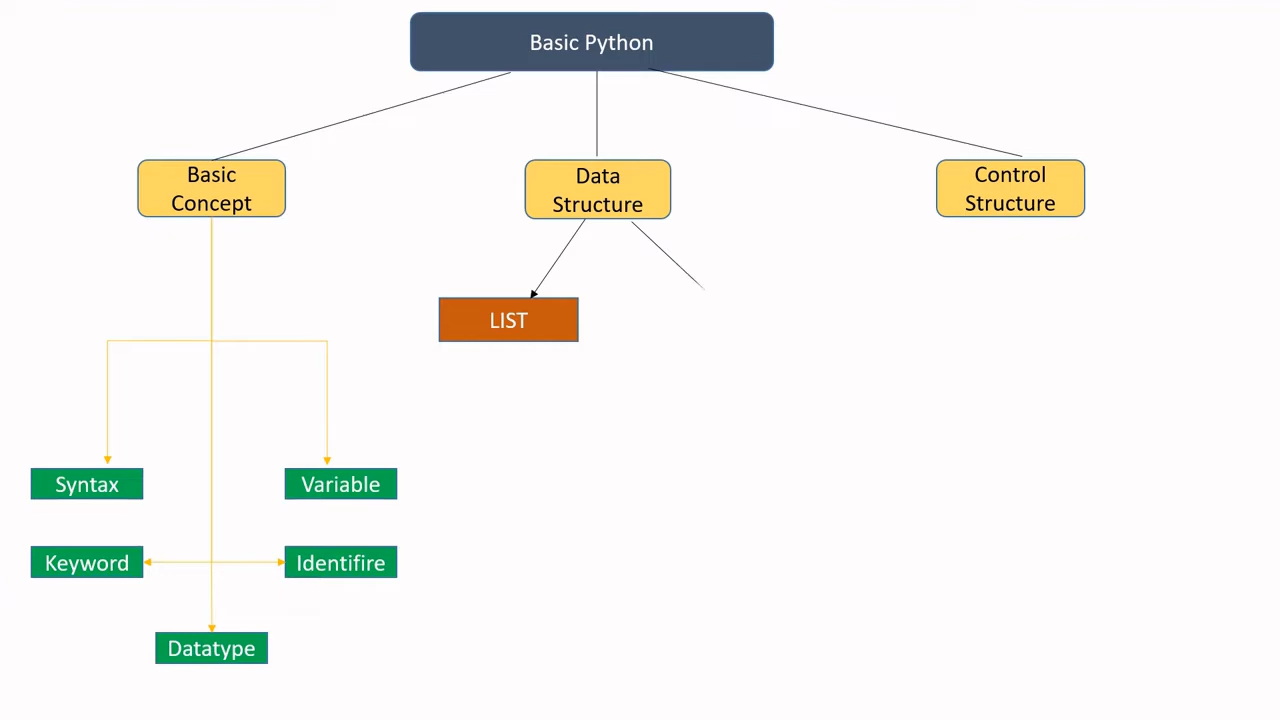 Basic Python
Basic
Concept
Data
Structure
Control
Structure
LIST
Syntax
Variable
Keyword
Identifire
Datatype